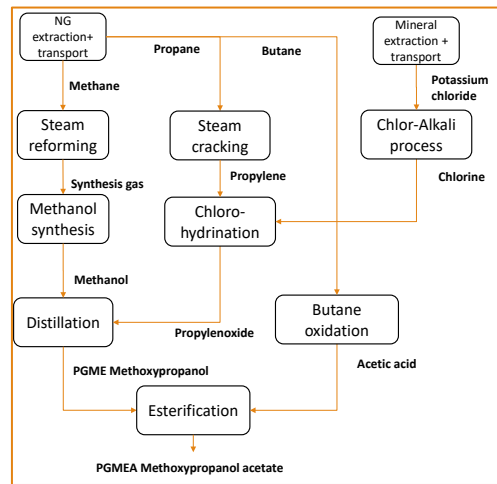 NG
extraction+
transport
Mineral
extraction +
transport
Propane
Butane
Methane
Potassium
chloride
Steam
reforming
Steam
cracking
Chlor-Alkali
process
Synthesis gas
Propylene
Chlorine
Methanol
synthesis
Chloro-
hydrination
Methanol
Distillation
Propylenoxide
Butane
oxidation
PGME Methoxypropanol
Acetic acid
Esterification
PGMEA Methoxypropanol acetate